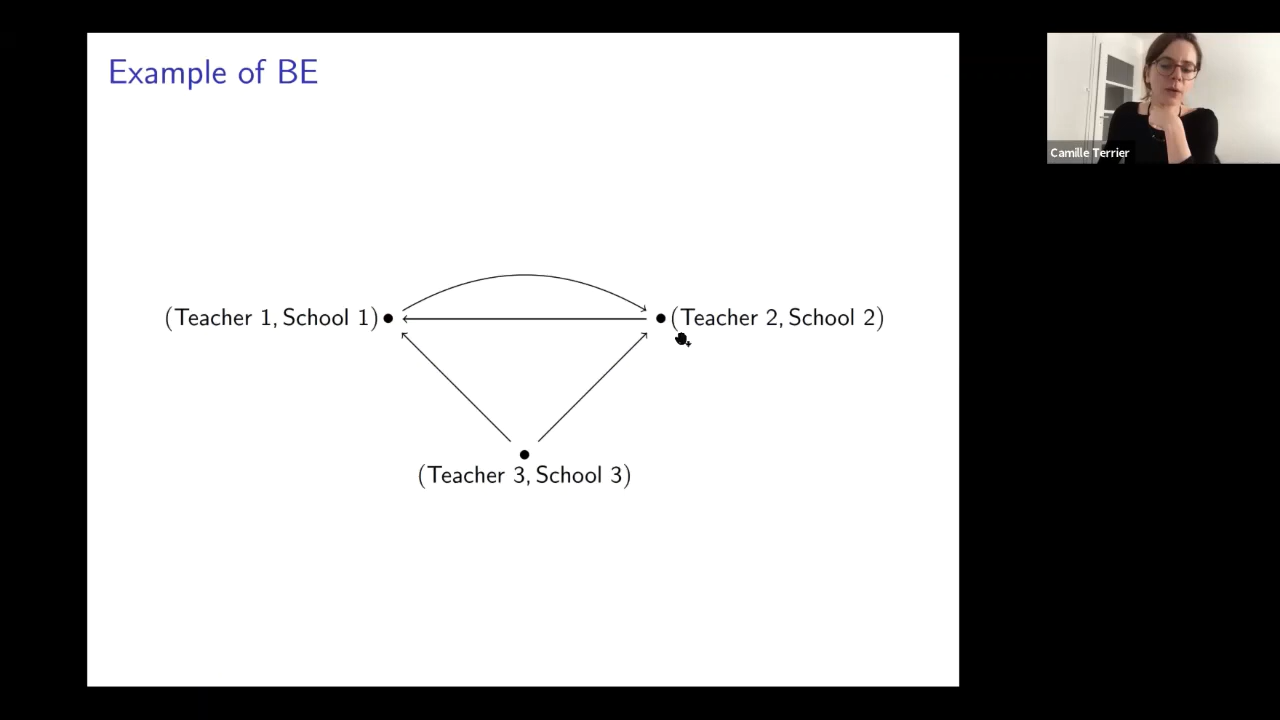 Example of BE
Camille Terrier
(Teacher 1, School 1)
(Teacher 2, School 2)
(Teacher 3, School 3)